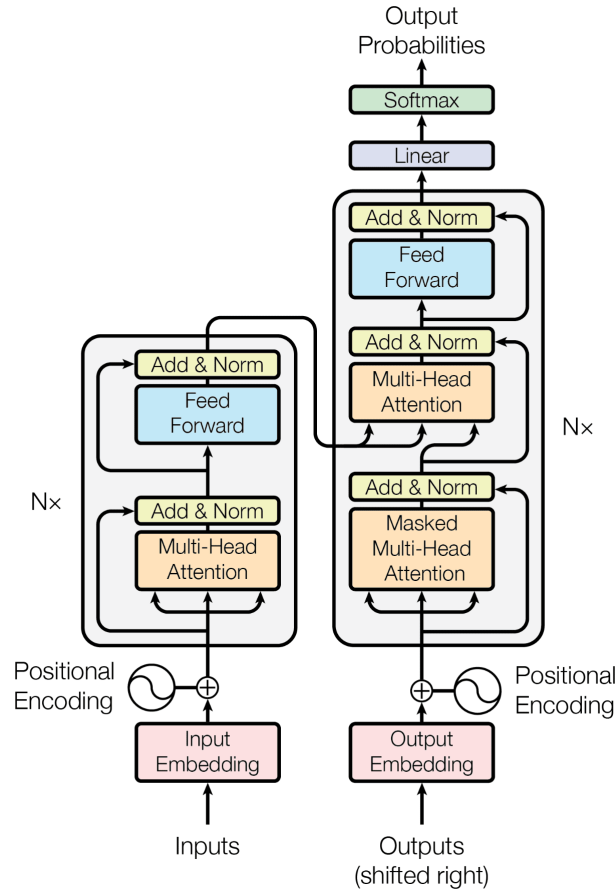 Output
Probabilities
Softmax
Linear
Add & Norm
Feed
Forward
Add & Norm
Multi-Head
Attention
N×
Add & Norm
Masked
Multi-Head
Attention
Add & Norm
Feed
Forward
N×
Add & Norm
Multi-Head
Attention
Positional
Encoding
Positional
Encoding
Input
Embedding
Output
Embedding
Inputs
Outputs
(shifted right)